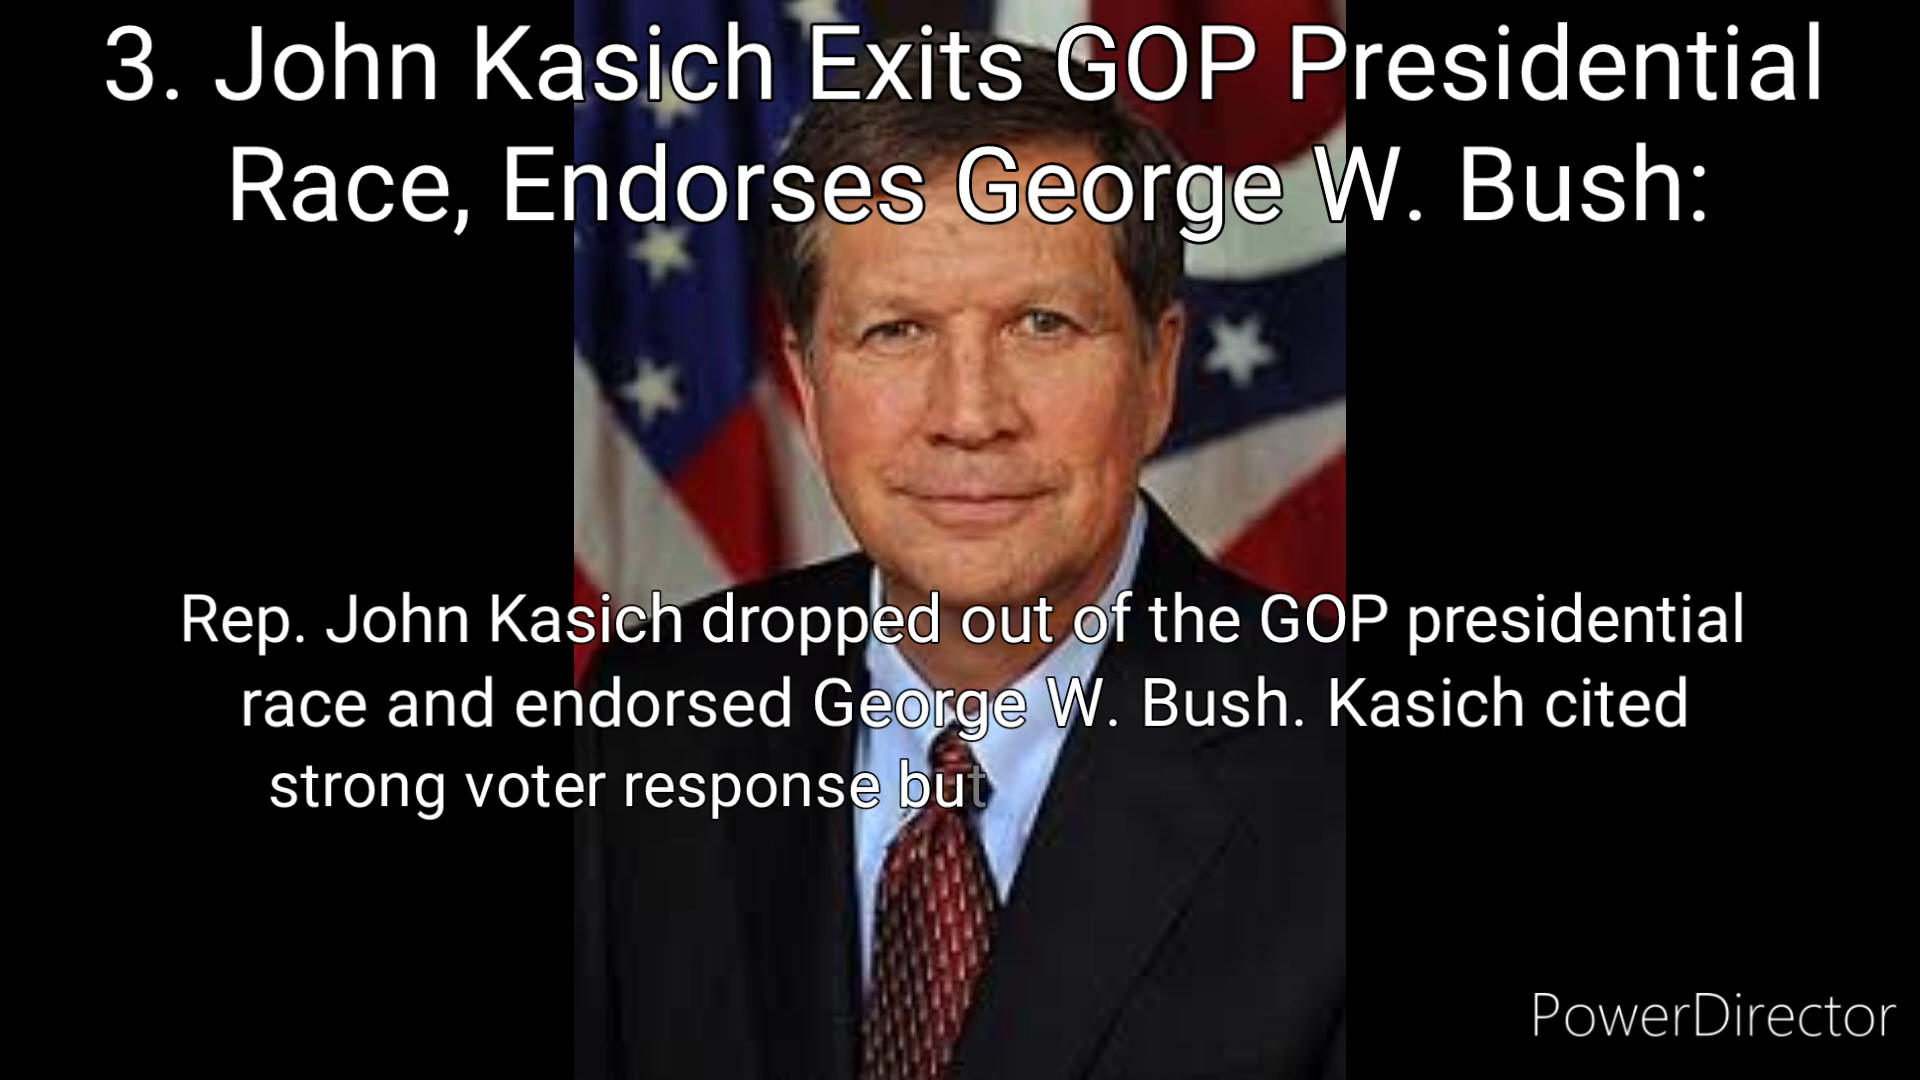 3. John Kasich Exits GOP Presidential
Race, Endorses George W. Bush:
Rep. John Kasich dropped out of the GOP presidential
race and endorsed George W. Bush. Kasich cited
strong voter response but
PowerDirector